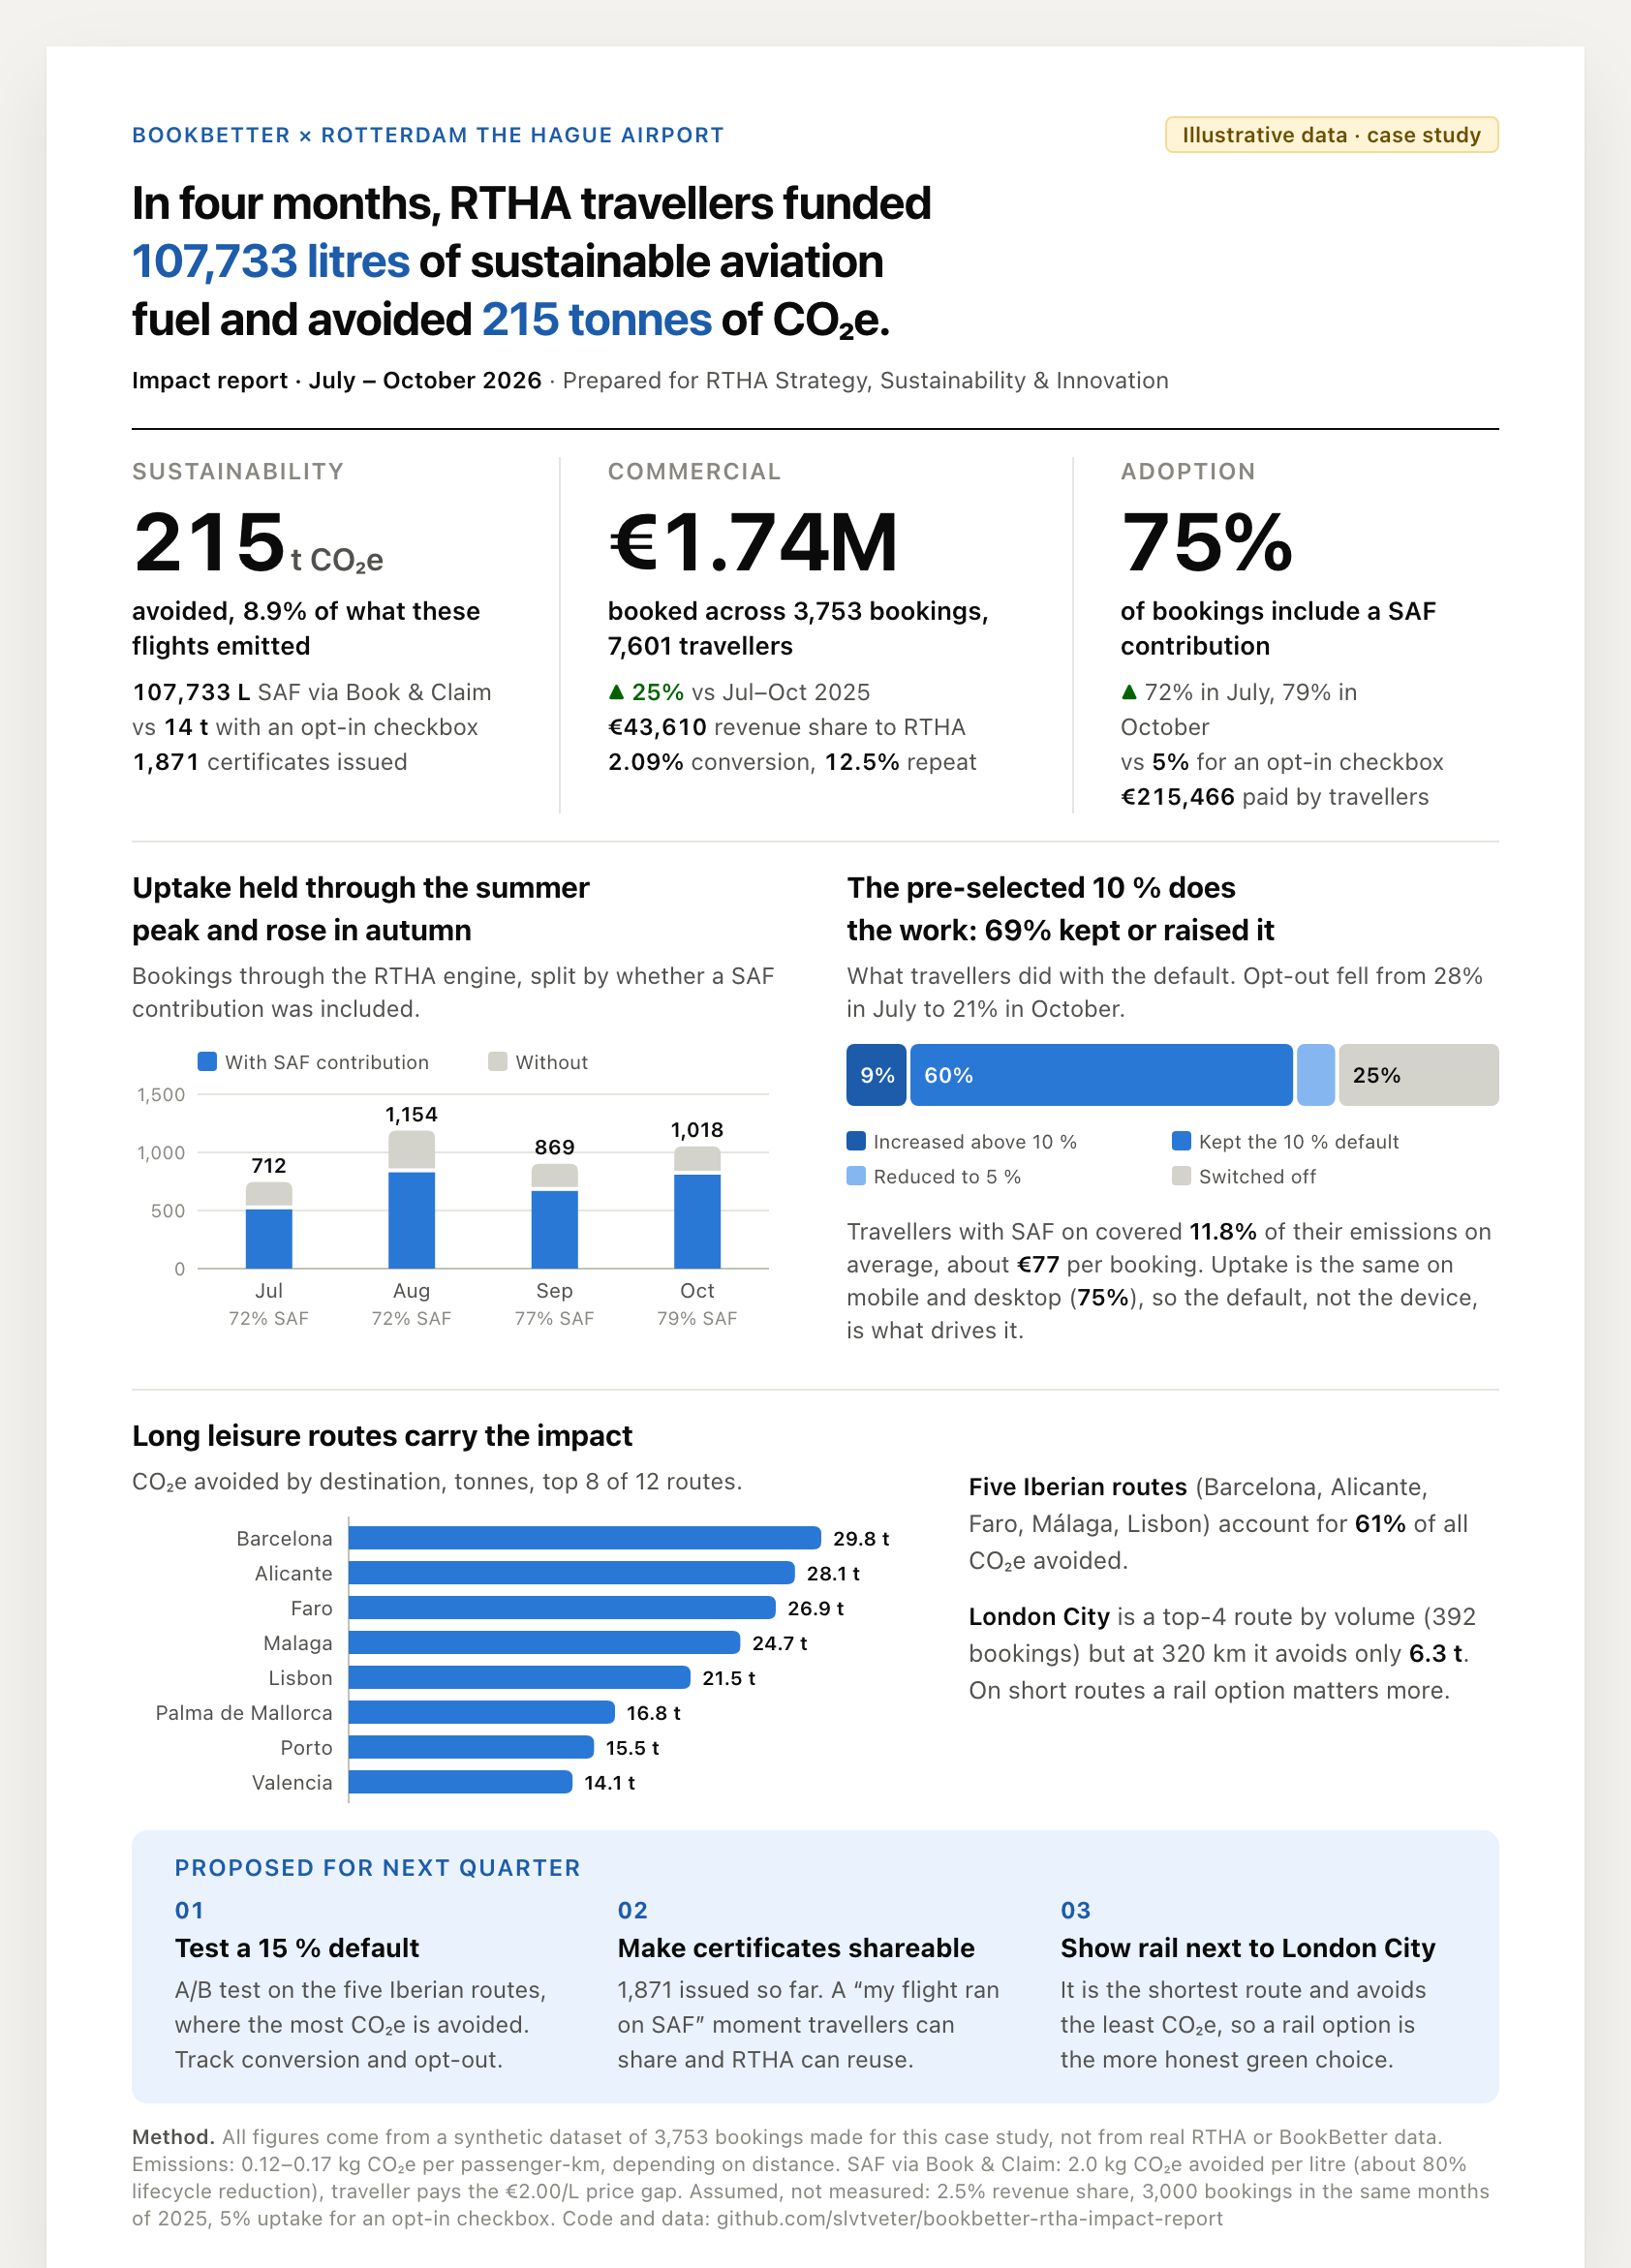 BOOKBETTER × ROTTERDAM THE HAGUE AIRPORT
Illustrative data · case study
In four months, RTHA travellers funded
107,733 litres of sustainable aviation
fuel and avoided 215 tonnes of CO₂e.
Impact report · July – October 2026 · Prepared for RTHA Strategy, Sustainability & Innovation
SUSTAINABILITY
215 t CO₂e
avoided, 8.9% of what these
flights emitted
107,733 L SAF via Book & Claim
vs 14 t with an opt-in checkbox
1,871 certificates issued
COMMERCIAL
€1.74M
booked across 3,753 bookings,
7,601 travellers
▲ 25% vs Jul–Oct 2025
€43,610 revenue share to RTHA
2.09% conversion, 12.5% repeat
ADOPTION
75%
of bookings include a SAF
contribution
▲ 72% in July, 79% in
October
vs 5% for an opt-in checkbox
€215,466 paid by travellers
Uptake held through the summer
peak and rose in autumn
Bookings through the RTHA engine, split by whether a SAF
contribution was included.
With SAF contribution
Without
1,500
1,000
500
0
712
1,154
869
1,018
Jul
Aug
Sep
Oct
72% SAF
72% SAF
77% SAF
79% SAF
The pre-selected 10 % does
the work: 69% kept or raised it
What travellers did with the default. Opt-out fell from 28%
in July to 21% in October.
9%
60%
25%
Increased above 10 %
Kept the 10 % default
Reduced to 5 %
Switched off
Travellers with SAF on covered 11.8% of their emissions on
average, about €77 per booking. Uptake is the same on
mobile and desktop (75%), so the default, not the device,
is what drives it.
Long leisure routes carry the impact
CO₂e avoided by destination, tonnes, top 8 of 12 routes.
Barcelona 29.8 t
Alicante 28.1 t
Faro 26.9 t
Malaga 24.7 t
Lisbon 21.5 t
Palma de Mallorca 16.8 t
Porto 15.5 t
Valencia 14.1 t
Five Iberian routes (Barcelona, Alicante,
Faro, Málaga, Lisbon) account for 61% of all
CO₂e avoided.
London City is a top-4 route by volume (392
bookings) but at 320 km it avoids only 6.3 t.
On short routes a rail option matters more.
PROPOSED FOR NEXT QUARTER
01
Test a 15 % default
A/B test on the five Iberian routes,
where the most CO₂e is avoided.
Track conversion and opt-out.
02
Make certificates shareable
1,871 issued so far. A “my flight ran
on SAF” moment travellers can
share and RTHA can reuse.
03
Show rail next to London City
It is the shortest route and avoids
the least CO₂e, so a rail option is
the more honest green choice.
Method. All figures come from a synthetic dataset of 3,753 bookings made for this case study, not from real RTHA or BookBetter data.
Emissions: 0.12–0.17 kg CO₂e per passenger-km, depending on distance. SAF via Book & Claim: 2.0 kg CO₂e avoided per litre (about 80%
lifecycle reduction), traveller pays the €2.00/L price gap. Assumed, not measured: 2.5% revenue share, 3,000 bookings in the same months
of 2025, 5% uptake for an opt-in checkbox. Code and data: github.com/slvtveter/bookbetter-rtha-impact-report